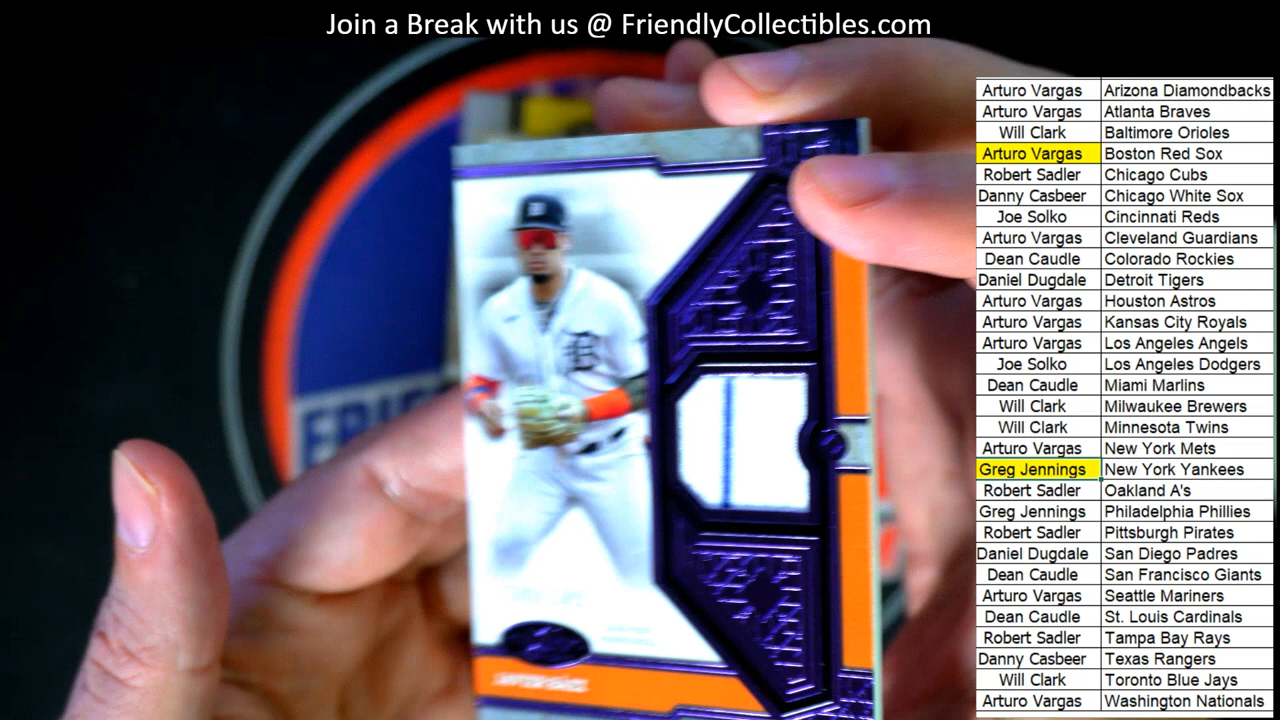 Join a Break with us @ FriendlyCollectibles.com
Arturo Vargas Arizona Diamondbacks
Arturo Vargas Atlanta Braves
Will Clark Baltimore Orioles
Arturo Vargas Boston Red Sox
Robert Sadler Chicago Cubs
Danny Casbeer Chicago White Sox
Joe Solko Cincinnati Reds
Arturo Vargas Cleveland Guardians
Dean Caudle Colorado Rockies
Daniel Dugdale Detroit Tigers
Arturo Vargas Houston Astros
Arturo Vargas Kansas City Royals
Arturo Vargas Los Angeles Angels
Joe Solko Los Angeles Dodgers
Dean Caudle Miami Marlins
Will Clark Milwaukee Brewers
Will Clark Minnesota Twins
Arturo Vargas New York Mets
Greg Jennings New York Yankees
Robert Sadler Oakland A's
Greg Jennings Philadelphia Phillies
Robert Sadler Pittsburgh Pirates
Daniel Dugdale San Diego Padres
Dean Caudle San Francisco Giants
Arturo Vargas Seattle Mariners
Dean Caudle St. Louis Cardinals
Robert Sadler Tampa Bay Rays
Danny Casbeer Texas Rangers
Will Clark Toronto Blue Jays
Arturo Vargas Washington Nationals